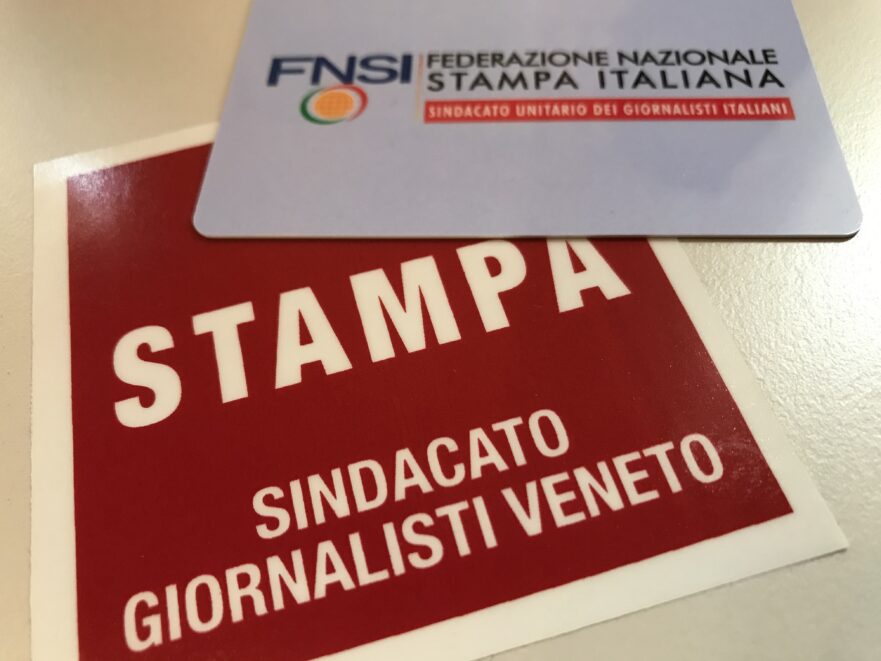 FNSI
FEDERAZIONE NAZIONALE
STAMPA ITALIANA
SINDACATO UNITARIO DEI GIORNALISTI ITALIANI
STAMPA
SINDACATO
GIORNALISTI VENETO